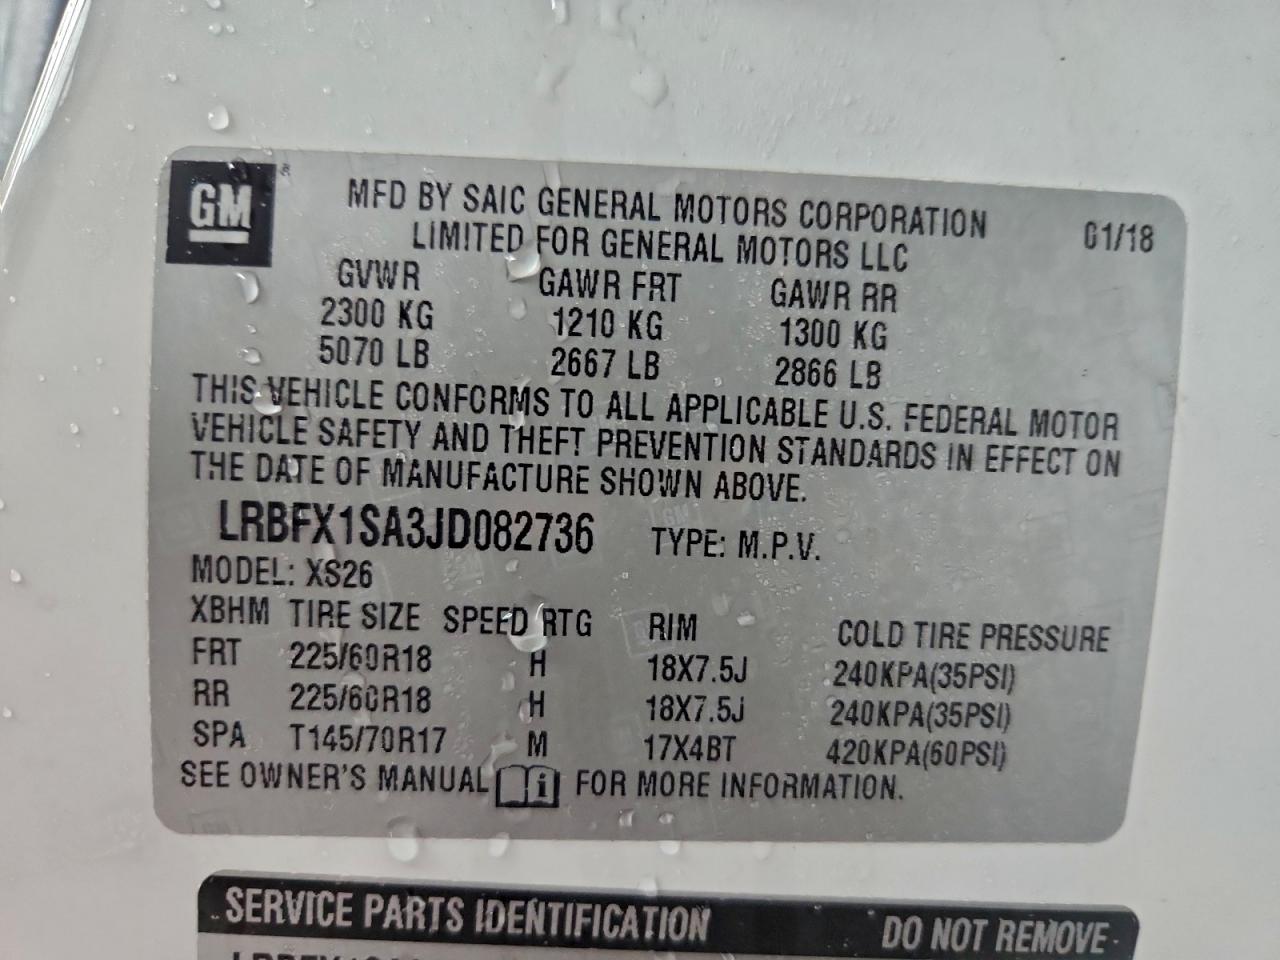 GM ® MFD BY SAIC GENERAL MOTORS CORPORATION 01/18
LIMITED FOR GENERAL MOTORS LLC
GVWR GAWR FRT GAWR RR
2300 KG 1210 KG 1300 KG
5070 LB 2667 LB 2866 LB
THIS VEHICLE CONFORMS TO ALL APPLICABLE U.S. FEDERAL MOTOR
VEHICLE SAFETY AND THEFT PREVENTION STANDARDS IN EFFECT ON
THE DATE OF MANUFACTURE SHOWN ABOVE.
LRBFX1SA3JD082736 TYPE: M.P.V.
MODEL: XS26
XBHM TIRE SIZE SPEED RTG RIM COLD TIRE PRESSURE
FRT 225/60R18 H 18X7.5J 240KPA(35PSI)
RR 225/60R18 H 18X7.5J 240KPA(35PSI)
SPA T145/70R17 M 17X4BT 420KPA(60PSI)
SEE OWNER'S MANUAL i FOR MORE INFORMATION.
SERVICE PARTS IDENTIFICATION DO NOT REMOVE